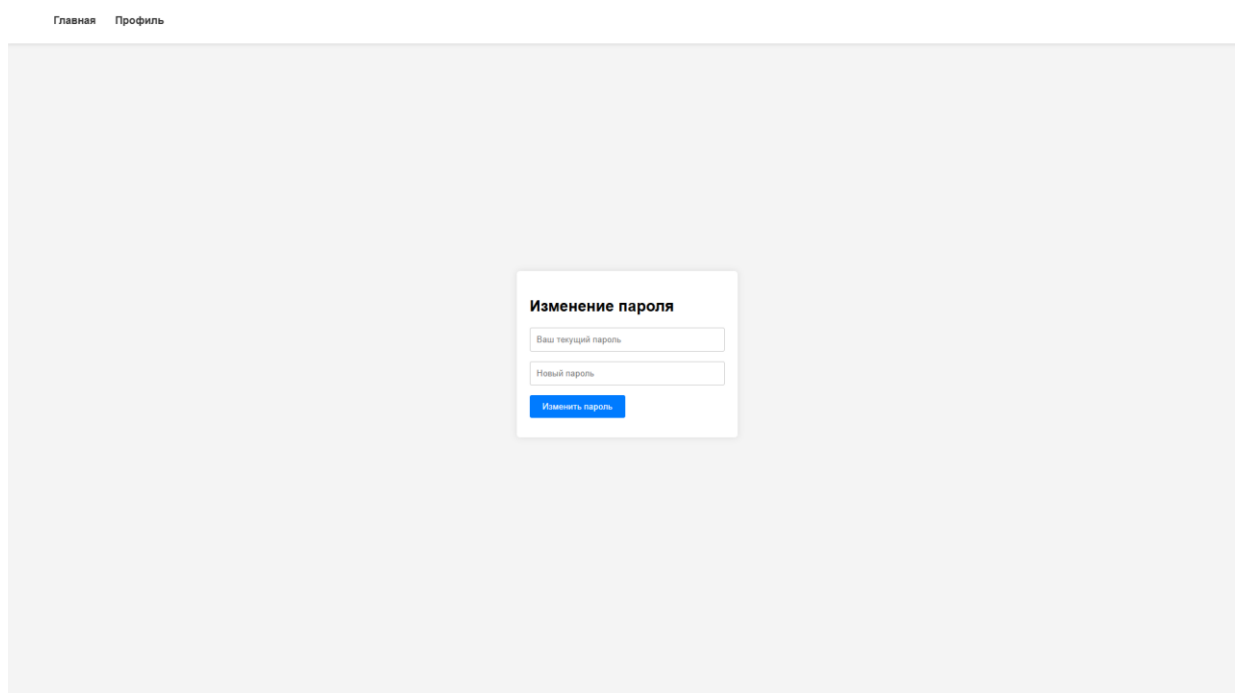 Главная Профиль
Изменение пароля
Ваш текущий пароль
Новый пароль
Изменить пароль